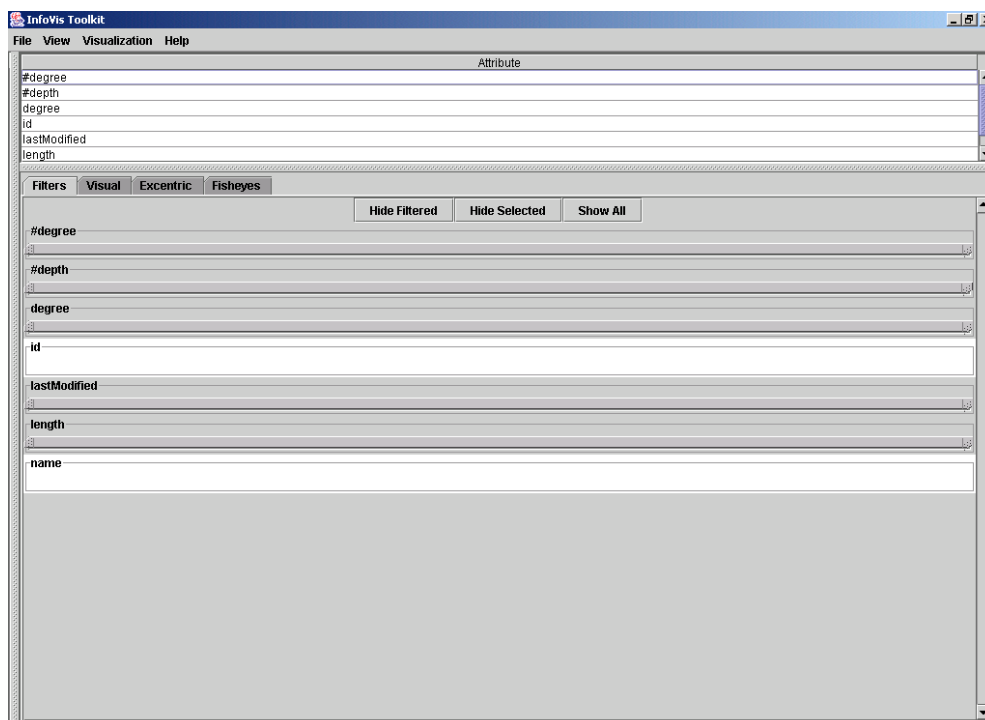 InfoVis Toolkit
File View Visualization Help
Attribute
#degree
#depth
degree
id
lastModified
length
Filters Visual Excentric Fisheyes
Hide Filtered Hide Selected Show All
#degree
#depth
degree
id
lastModified
length
name